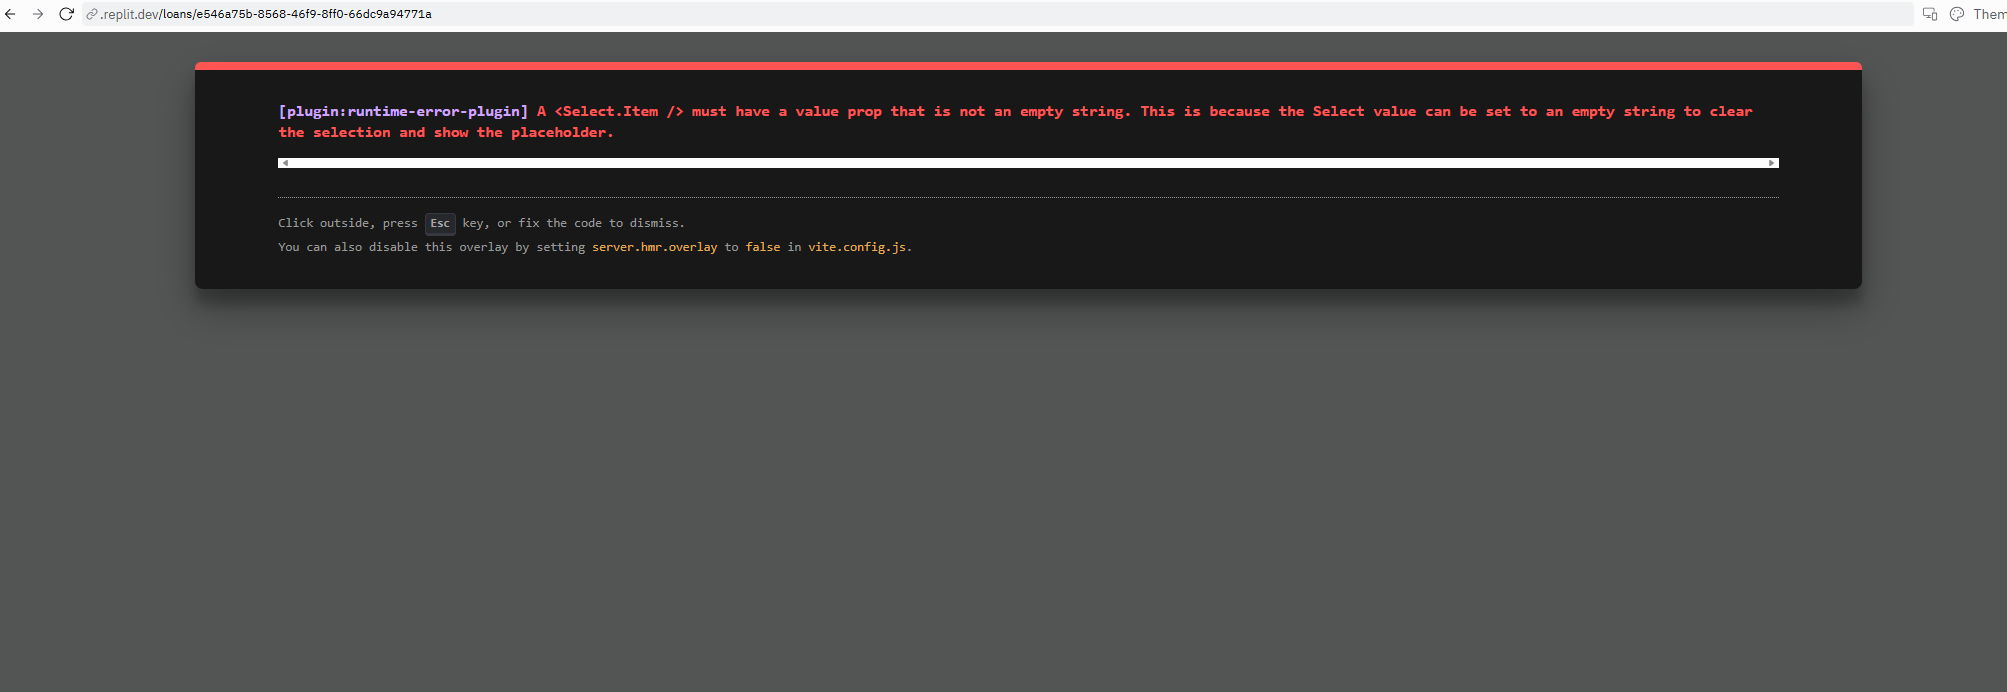 .replit.dev/loans/e546a75b-8568-46f9-8ff0-66dc9a94771a
Them
[plugin:runtime-error-plugin] A <Select.Item /> must have a value prop that is not an empty string. This is because the Select value can be set to an empty string to clear
the selection and show the placeholder.
Click outside, press Esc key, or fix the code to dismiss.
You can also disable this overlay by setting server.hmr.overlay to false in vite.config.js.